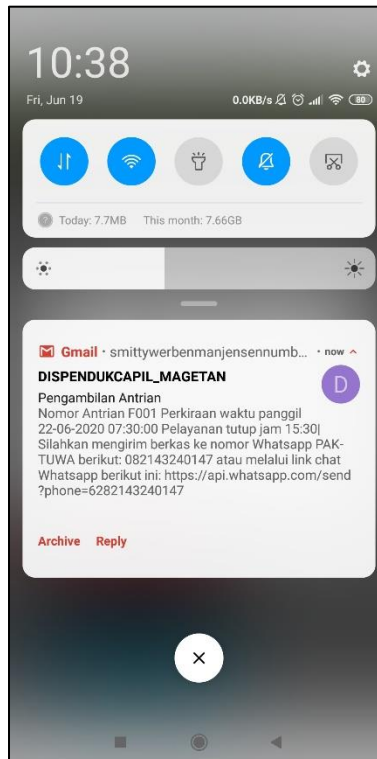 10:38
Fri, Jun 19
0.0KB/s
80
Today: 7.7MB This month: 7.66GB
Gmail · smittywerbenmanjensennumb... · now
DISPENDUKCAPIL_MAGETAN
D
Pengambilan Antrian
Nomor Antrian F001 Perkiraan waktu panggil
22-06-2020 07:30:00 Pelayanan tutup jam 15:30|
Silahkan mengirim berkas ke nomor Whatsapp PAK-
TUWA berikut: 082143240147 atau melalui link chat
Whatsapp berikut ini: https://api.whatsapp.com/send
?phone=6282143240147
Archive Reply